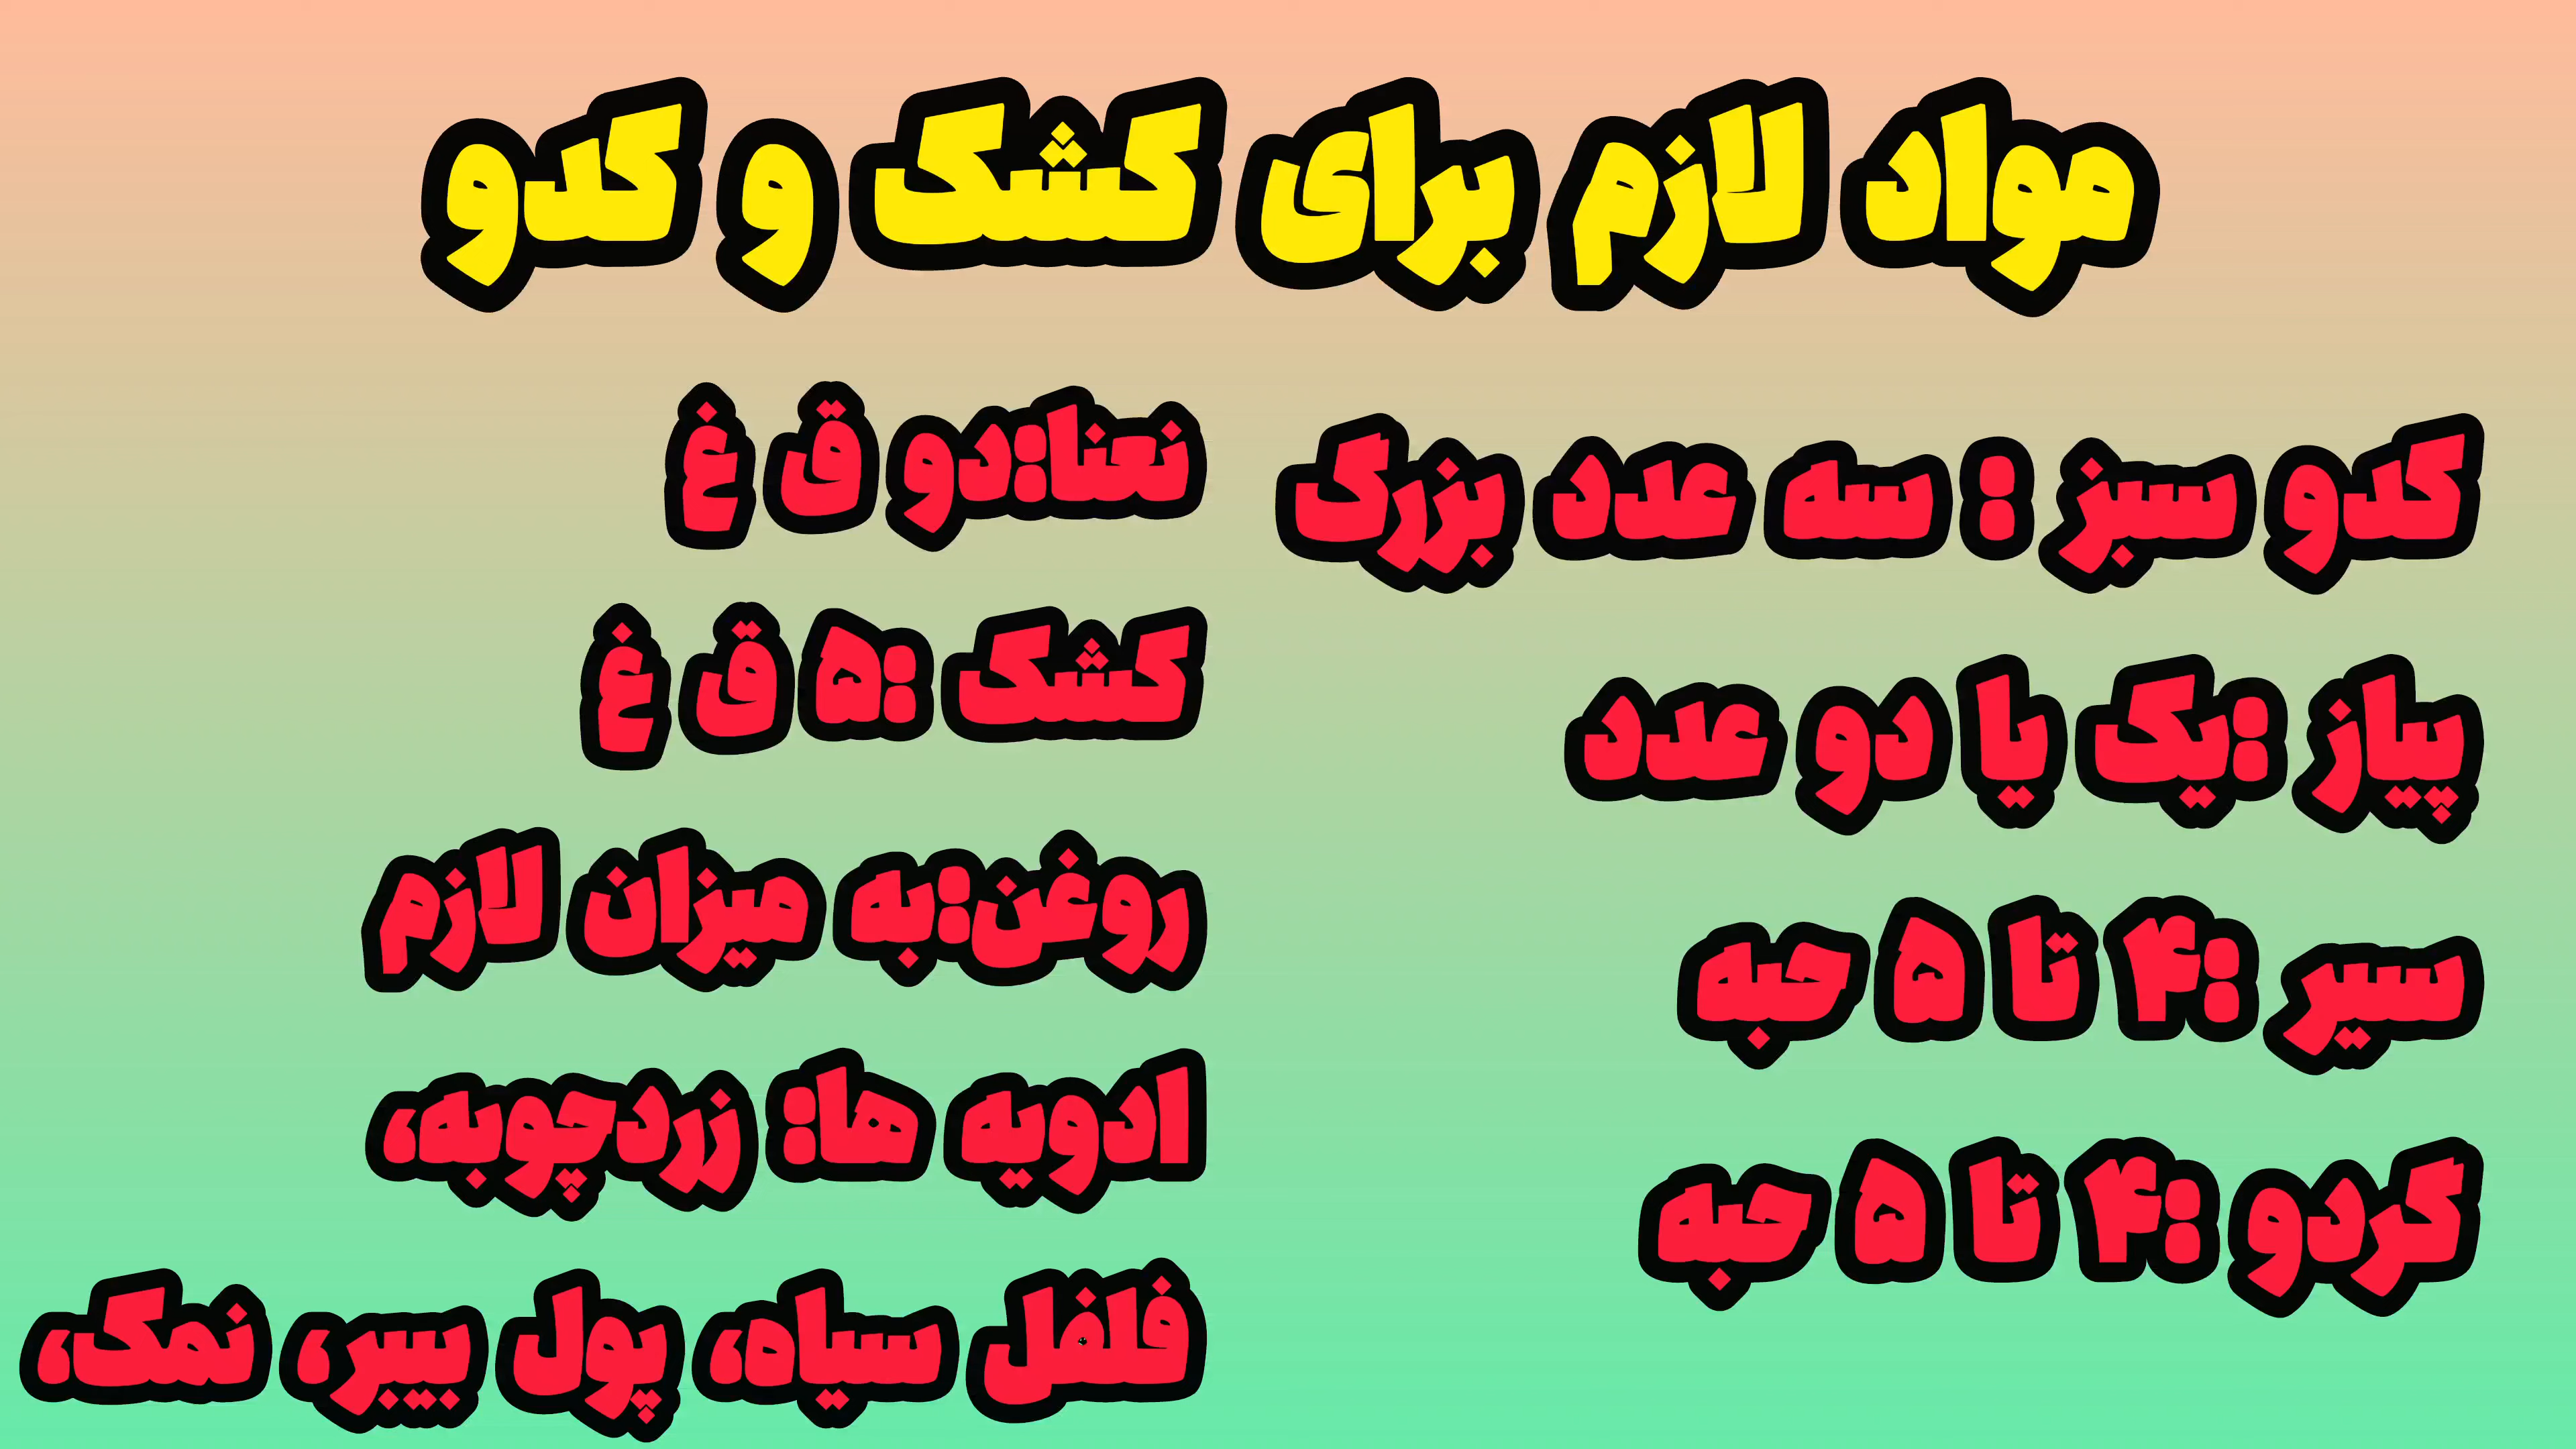 مواد لازم برای کشک و کدو
کدو سبز : سه عدد بزرگ
پیاز :یک یا دو عدد
سیر :۴ تا ۵ حبه
گردو :۴ تا ۵ حبه
نعنا:دو ق غ
کشک :۵ ق غ
روغن:به میزان لازم
ادویه ها: زردچوبه،
فلفل سیاه، پول بیبر، نمک،